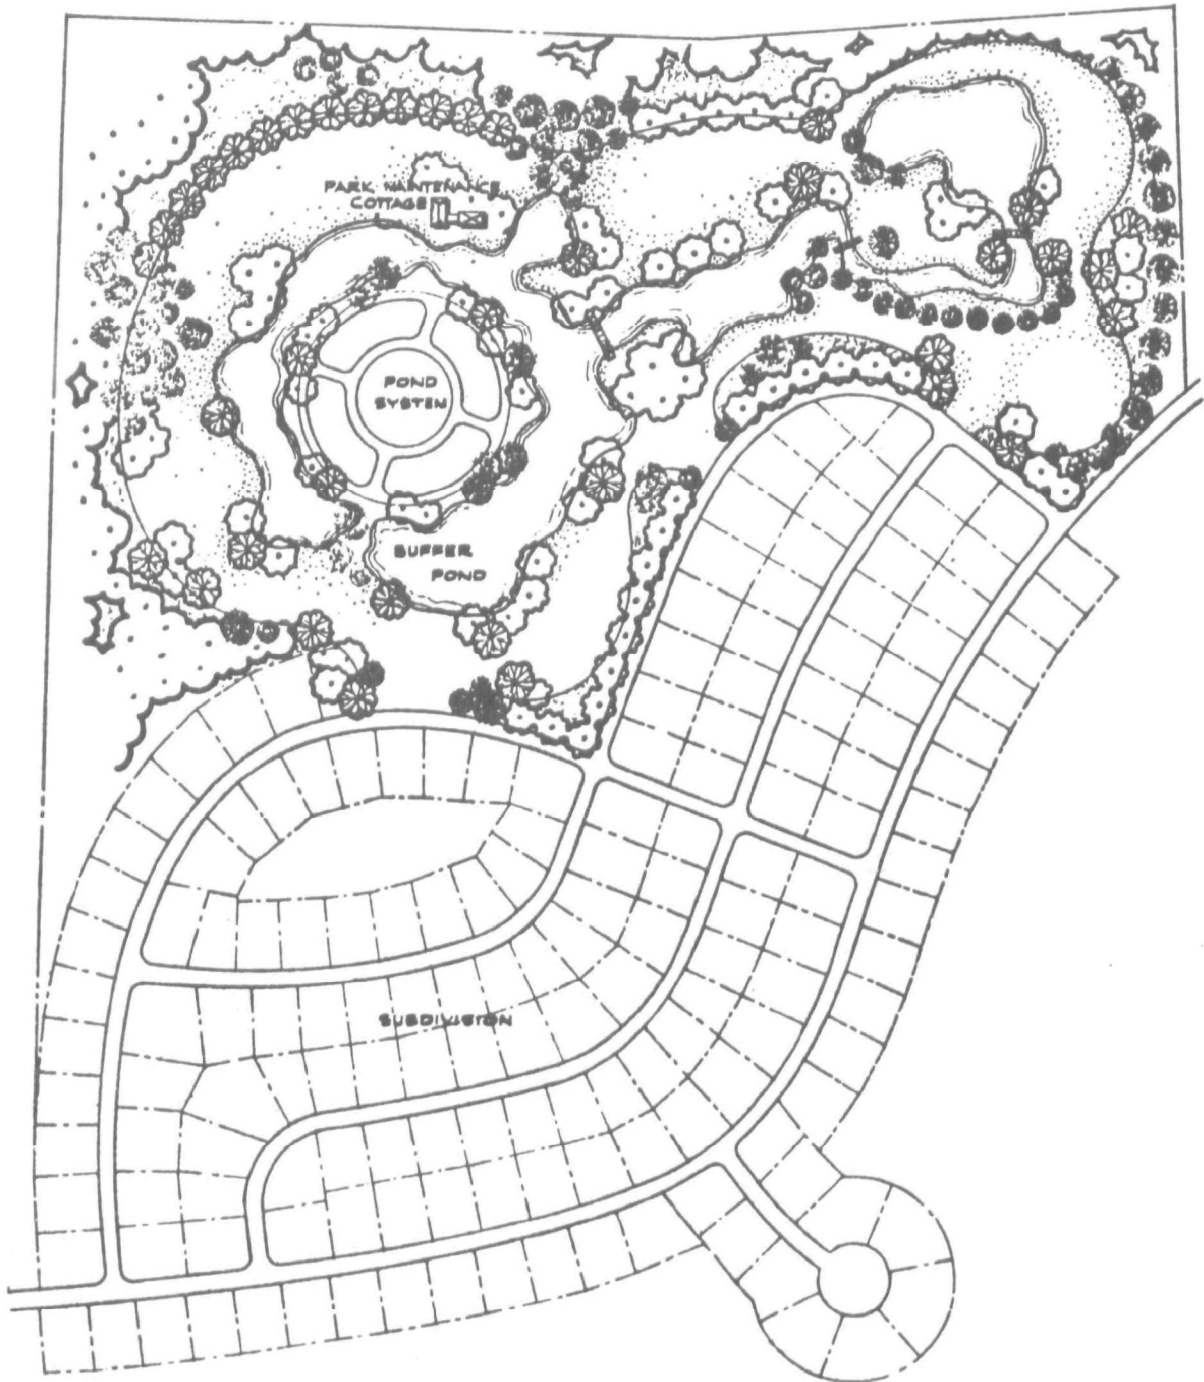 PARK MAINTENANCE
COTTAGE
POND
SYSTEM
BUFFER
POND
SUBDIVISION